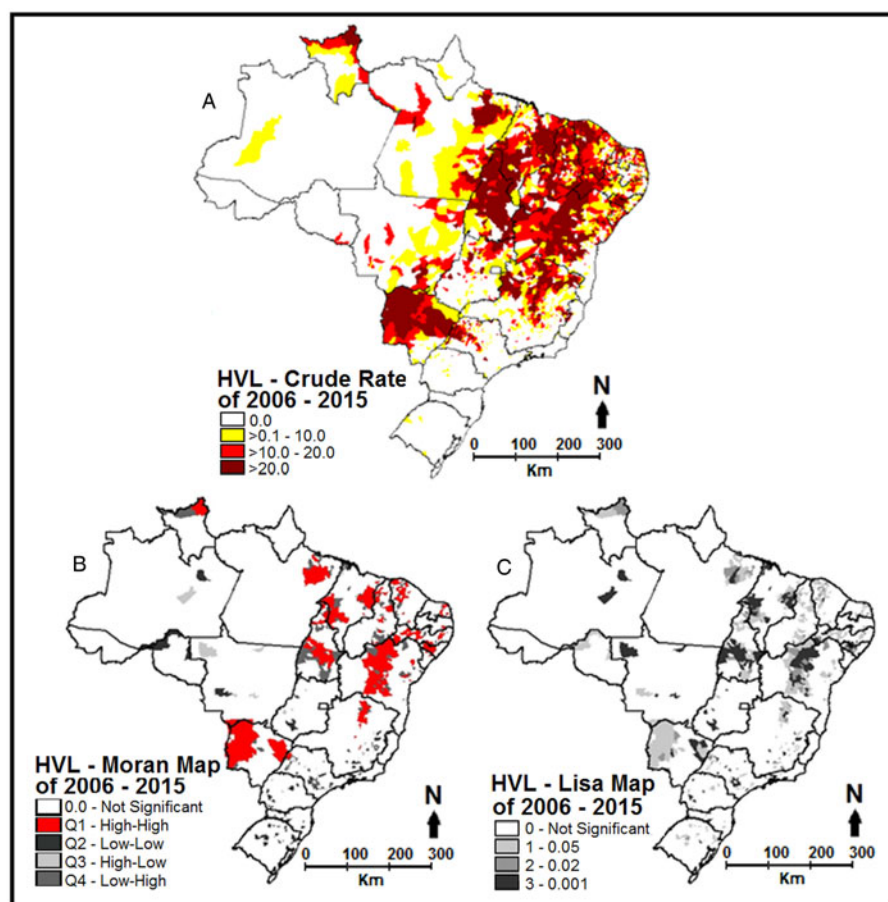 A
HVL - Crude Rate
of 2006 - 2015
0.0
>0.1 - 10.0
>10.0 - 20.0
>20.0
N
0 100 200 300
Km
B
HVL - Moran Map
of 2006 - 2015
0.0 - Not Significant
Q1 - High-High
Q2 - Low-Low
Q3 - High-Low
Q4 - Low-High
N
0 100 200 300
Km
C
HVL - Lisa Map
of 2006 - 2015
0 - Not Significant
1 - 0.05
2 - 0.02
3 - 0.001
N
0 100 200 300
Km